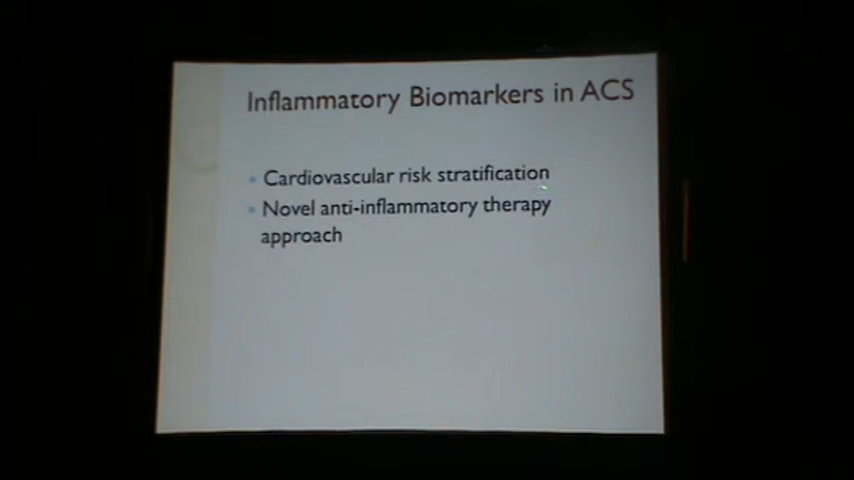 Inflammatory Biomarkers in ACS
• Cardiovascular risk stratification
• Novel anti-inflammatory therapy
approach